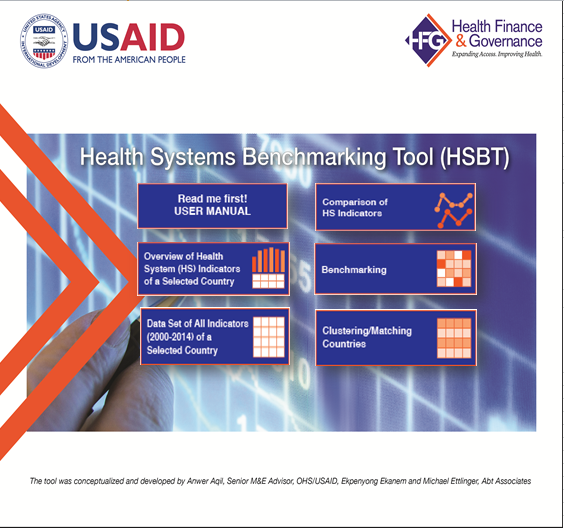 UNITED STATES AGENCY
USAID
INTERNATIONAL DEVELOPMENT
USAID
FROM THE AMERICAN PEOPLE
HFG
Health Finance
& Governance
Expanding Access. Improving Health.
Health Systems Benchmarking Tool (HSBT)
Read me first!
USER MANUAL
Comparison of
HS Indicators
Overview of Health
System (HS) Indicators
of a Selected Country
Benchmarking
Data Set of All Indicators
(2000-2014) of a
Selected Country
Clustering/Matching
Countries
The tool was conceptualized and developed by Anwer Aqil, Senior M&E Advisor, OHS/USAID, Ekpenyong Ekanem and Michael Ettlinger, Abt Associates